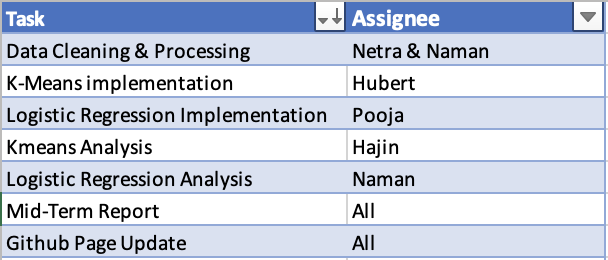 Task Assignee
Data Cleaning & Processing Netra & Naman
K-Means implementation Hubert
Logistic Regression Implementation Pooja
Kmeans Analysis Hajin
Logistic Regression Analysis Naman
Mid-Term Report All
Github Page Update All